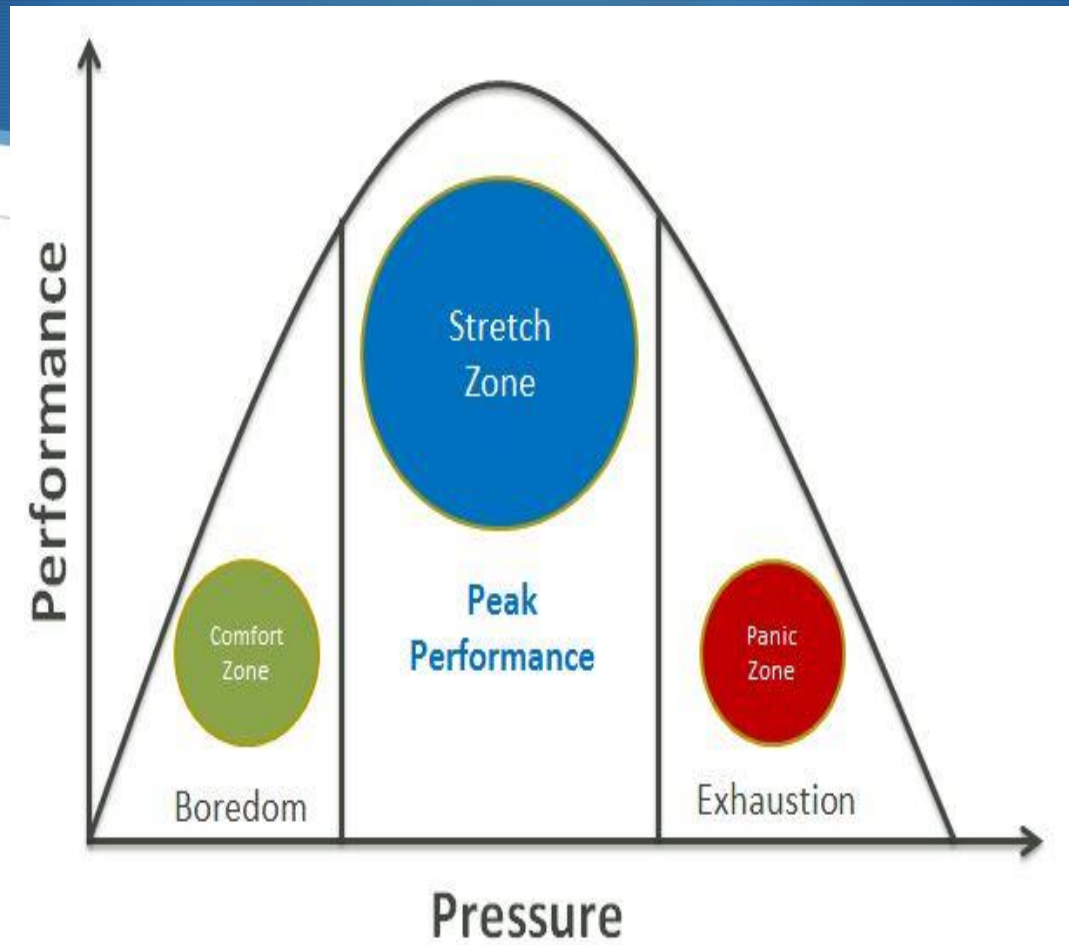 Performance
Stretch
Zone
Peak
Performance
Comfort
Zone
Panic
Zone
Boredom
Exhaustion
Pressure